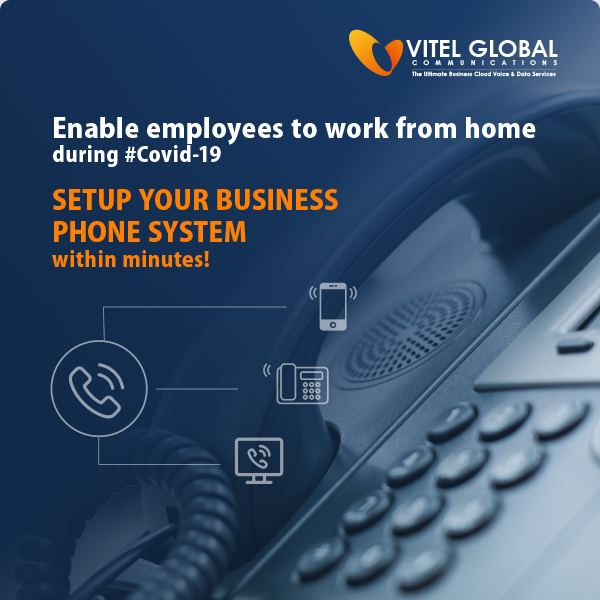 VITEL GLOBAL
COMMUNICATIONS
The Ultimate Business Cloud Voice & Data Services
Enable employees to work from home
during #Covid-19
SETUP YOUR BUSINESS
PHONE SYSTEM
within minutes!